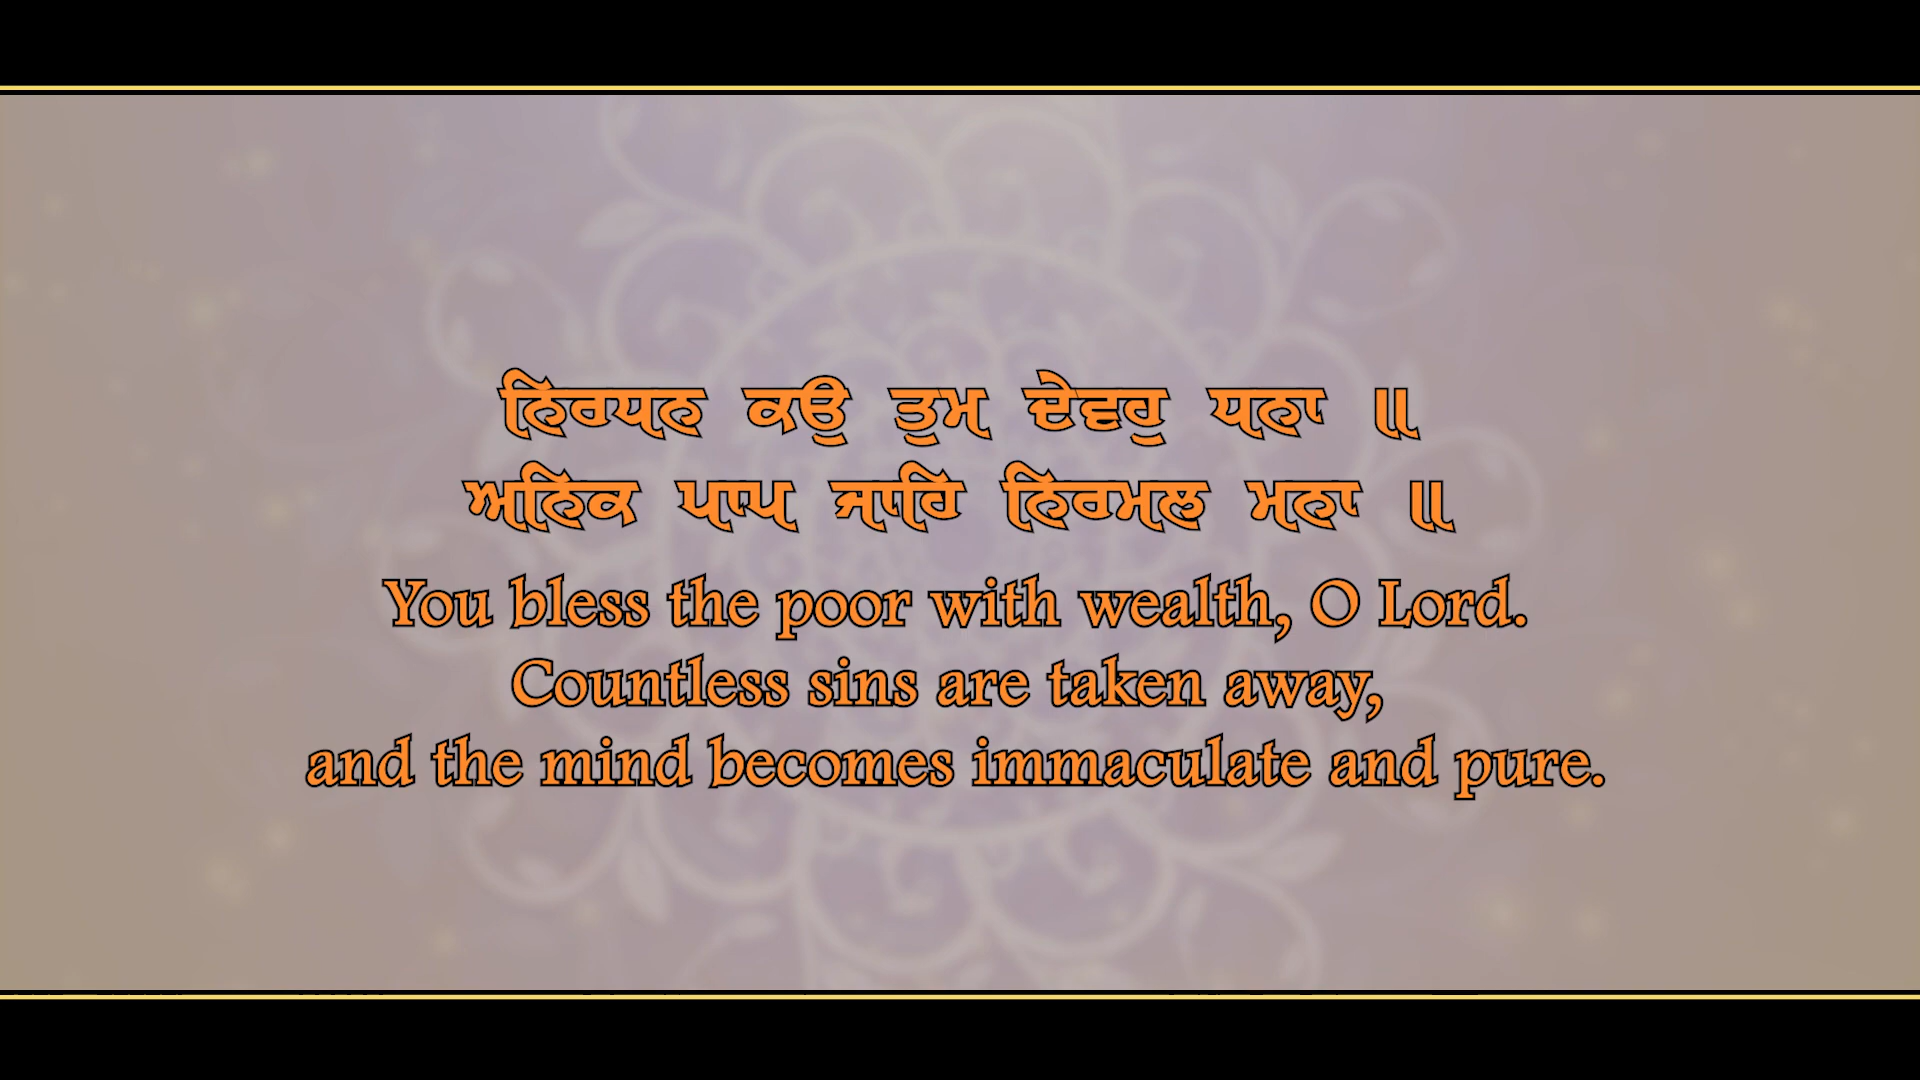 ਨਿਰਧਨ ਕਉ ਤੁਮ ਦੇਵਹੁ ਧਨਾ ॥
ਅਨਿਕ ਪਾਪ ਜਾਹਿ ਨਿਰਮਲ ਮਨਾ ॥
You bless the poor with wealth, O Lord.
Countless sins are taken away,
and the mind becomes immaculate and pure.